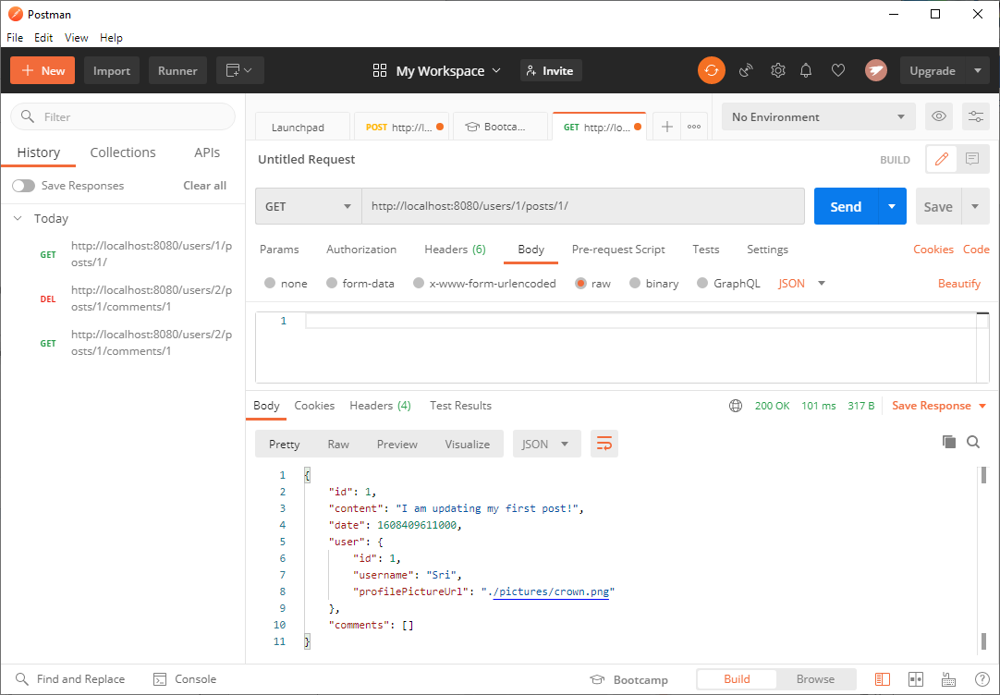 Postman
File Edit View Help
New Import Runner My Workspace Invite Upgrade
Filter
History Collections APIs
Save Responses Clear all
Today
GET http://localhost:8080/users/1/p
osts/1/
DEL http://localhost:8080/users/2/p
osts/1/comments/1
GET http://localhost:8080/users/2/p
osts/1/comments/1
Launchpad POST http://l... Bootca... GET http://lo... No Environment
Untitled Request BUILD
GET http://localhost:8080/users/1/posts/1/ Send Save
Params Authorization Headers (6) Body Pre-request Script Tests Settings Cookies Code
none form-data x-www-form-urlencoded raw binary GraphQL JSON Beautify
1
Body Cookies Headers (4) Test Results 200 OK 101 ms 317 B Save Response
Pretty Raw Preview Visualize JSON
1 {
2 "id": 1,
3 "content": "I am updating my first post!",
4 "date": 1608409611000,
5 "user": {
6 "id": 1,
7 "username": "Sri",
8 "profilePictureUrl": "./pictures/crown.png"
9 },
10 "comments": []
11 }
Find and Replace Console Bootcamp Build Browse